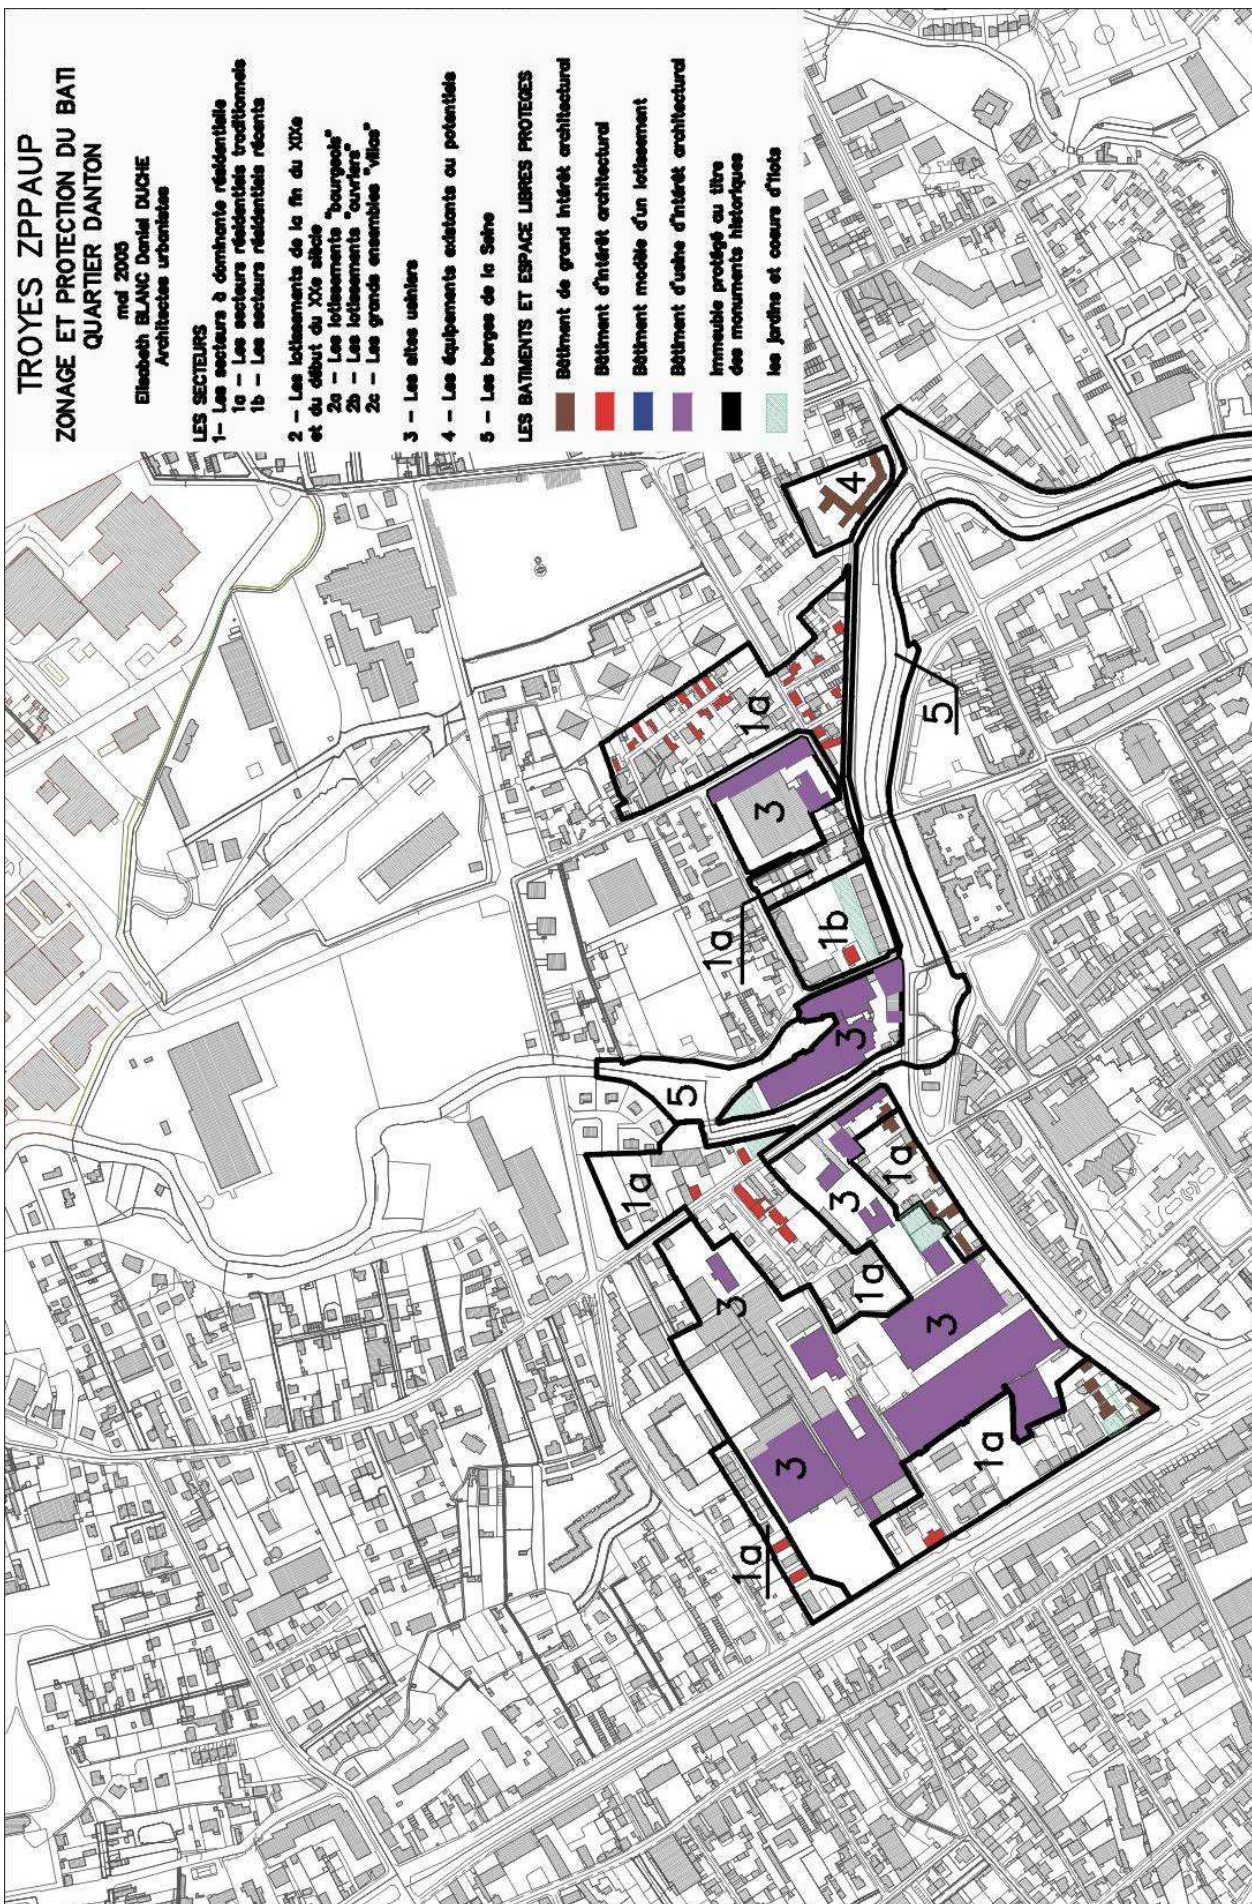 TROYES ZPPAUP
ZONAGE ET PROTECTION DU BATI
QUARTIER DANTON
mai 2005
Elisabeth BLANC Daniel DUCHE
Architectes urbanistes
LES SECTEURS
1- Les secteurs à dominante résidentielle
1a - Les secteurs résidentiels traditionnels
1b - Les secteurs résidentiels récents
2 - Les lotissements de la fin du XIXe
et du début du XXe siècle
2a - Les lotissements "bourgeois"
2b - Les lotissements "ouvriers"
2c - Les grands ensembles "villas"
3 - Les sites usiniers
4 - Les équipements existants ou potentiels
5 - Les berges de la Seine
LES BATIMENTS ET ESPACE LIBRES PROTEGES
Bâtiment de grand intérêt architectural
Bâtiment d'intérêt architectural
Bâtiment modèle d'un lotissement
Bâtiment d'usine d'intérêt architectural
Immeuble protégé au titre
des monuments historiques
les jardins et coeurs d'îlots
1a
3
3
1a
3
1a
5
3
1a
3
1a
1a
3
1b
1a
3
1a
5
4